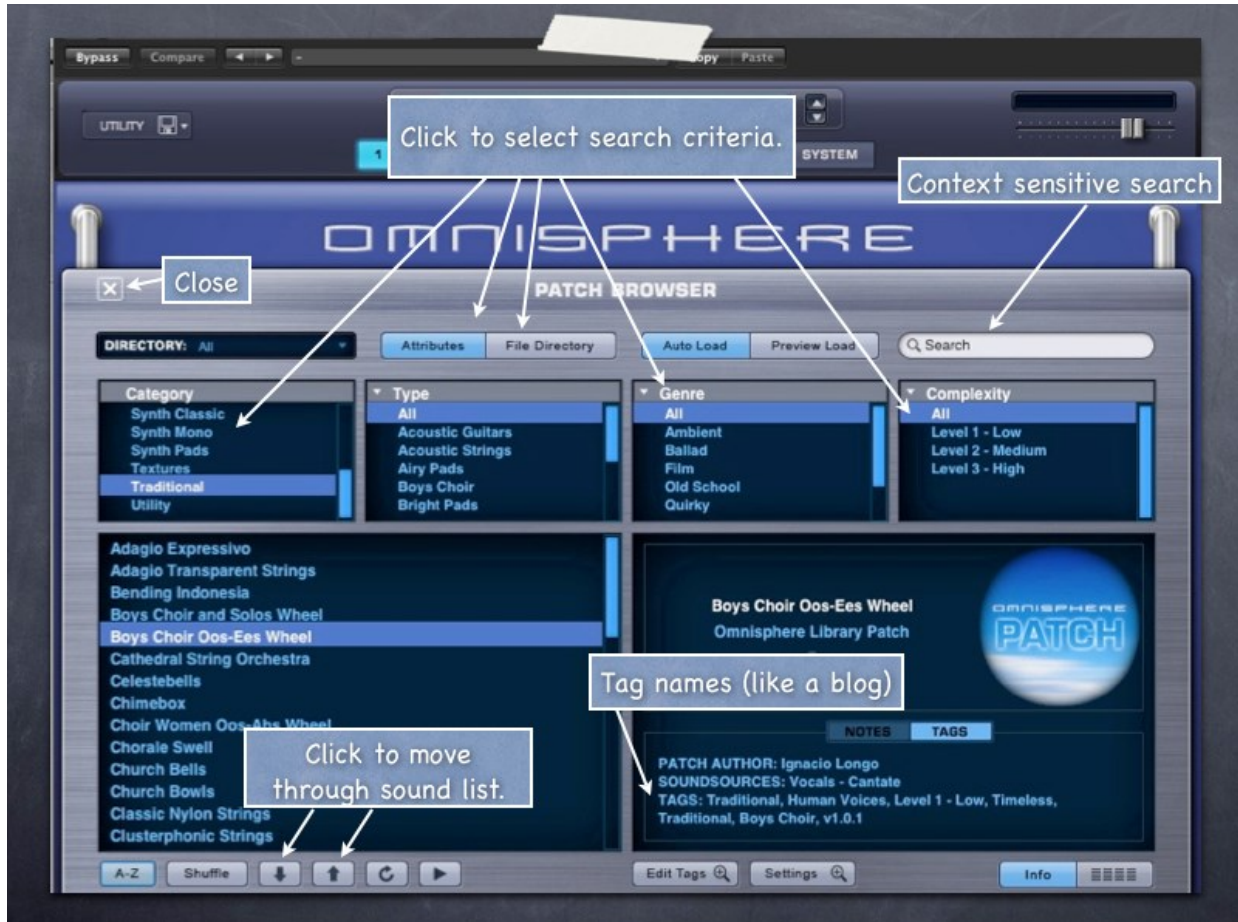 Bypass Compare - Copy Paste
UTILITY
Click to select search criteria.
1 SYSTEM
Context sensitive search
OMNISPHERE
Close
PATCH BROWSER
DIRECTORY: All
Attributes File Directory
Auto Load Preview Load
Search
Category
Synth Classic
Synth Mono
Synth Pads
Textures
Traditional
Utility
Type
All
Acoustic Guitars
Acoustic Strings
Airy Pads
Boys Choir
Bright Pads
Genre
All
Ambient
Ballad
Film
Old School
Quirky
Complexity
All
Level 1 - Low
Level 2 - Medium
Level 3 - High
Adagio Expressivo
Adagio Transparent Strings
Bending Indonesia
Boys Choir and Solos Wheel
Boys Choir Oos-Ees Wheel
Cathedral String Orchestra
Celestebells
Chimebox
Choir Women Oos-Ahs Wheel
Chorale Swell
Church Bells
Church Bowls
Classic Nylon Strings
Clusterphonic Strings
Click to move
through sound list.
Boys Choir Oos-Ees Wheel
Omnisphere Library Patch
OMNISPHERE
PATCH
Tag names (like a blog)
NOTES TAGS
PATCH AUTHOR: Ignacio Longo
SOUNDSOURCES: Vocals - Cantate
TAGS: Traditional, Human Voices, Level 1 - Low, Timeless,
Traditional, Boys Choir, v1.0.1
A-Z Shuffle
Edit Tags Settings
Info